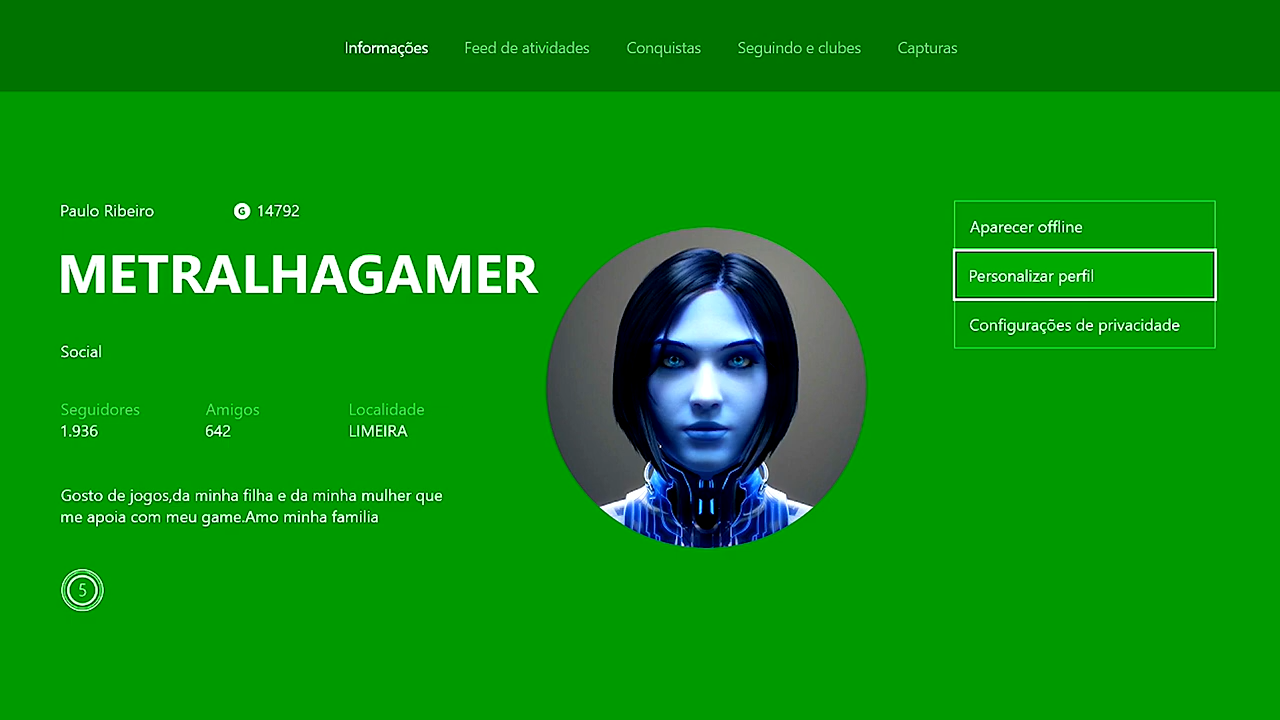 Informações Feed de atividades Conquistas Seguindo e clubes Capturas
Paulo Ribeiro G 14792
METRALHAGAMER
Social
Seguidores Amigos Localidade
1.936 642 LIMEIRA
Gosto de jogos,da minha filha e da minha mulher que
me apoia com meu game.Amo minha familia
5
Aparecer offline
Personalizar perfil
Configurações de privacidade